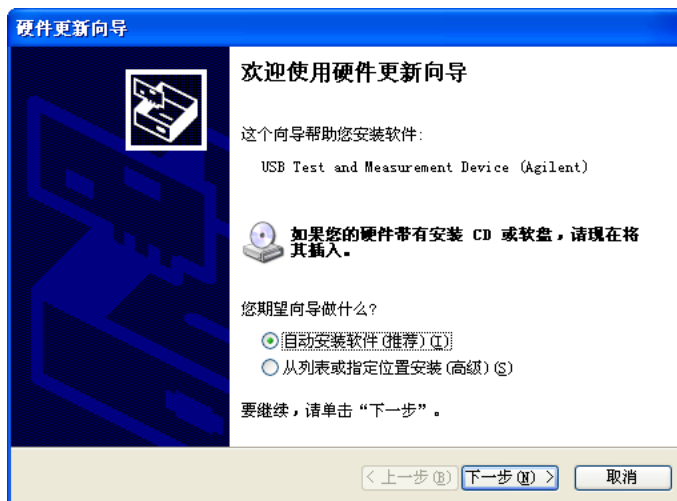 硬件更新向导
欢迎使用硬件更新向导
这个向导帮助您安装软件:
USB Test and Measurement Device (Agilent)
如果您的硬件带有安装 CD 或软盘，请现在将
其插入。
您期望向导做什么?
自动安装软件(推荐)(I)
从列表或指定位置安装(高级)(S)
要继续，请单击“下一步”。
< 上一步(B) 下一步(N) > 取消